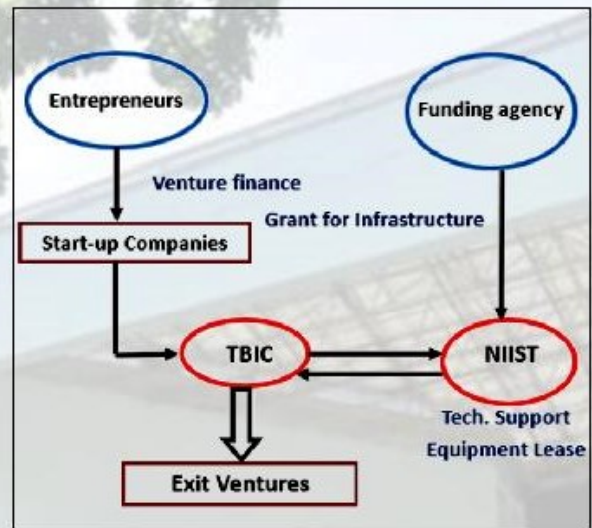 Entrepreneurs
Funding agency
Venture finance
Grant for Infrastructure
Start-up Companies
TBIC
NIIST
Tech. Support
Equipment Lease
Exit Ventures